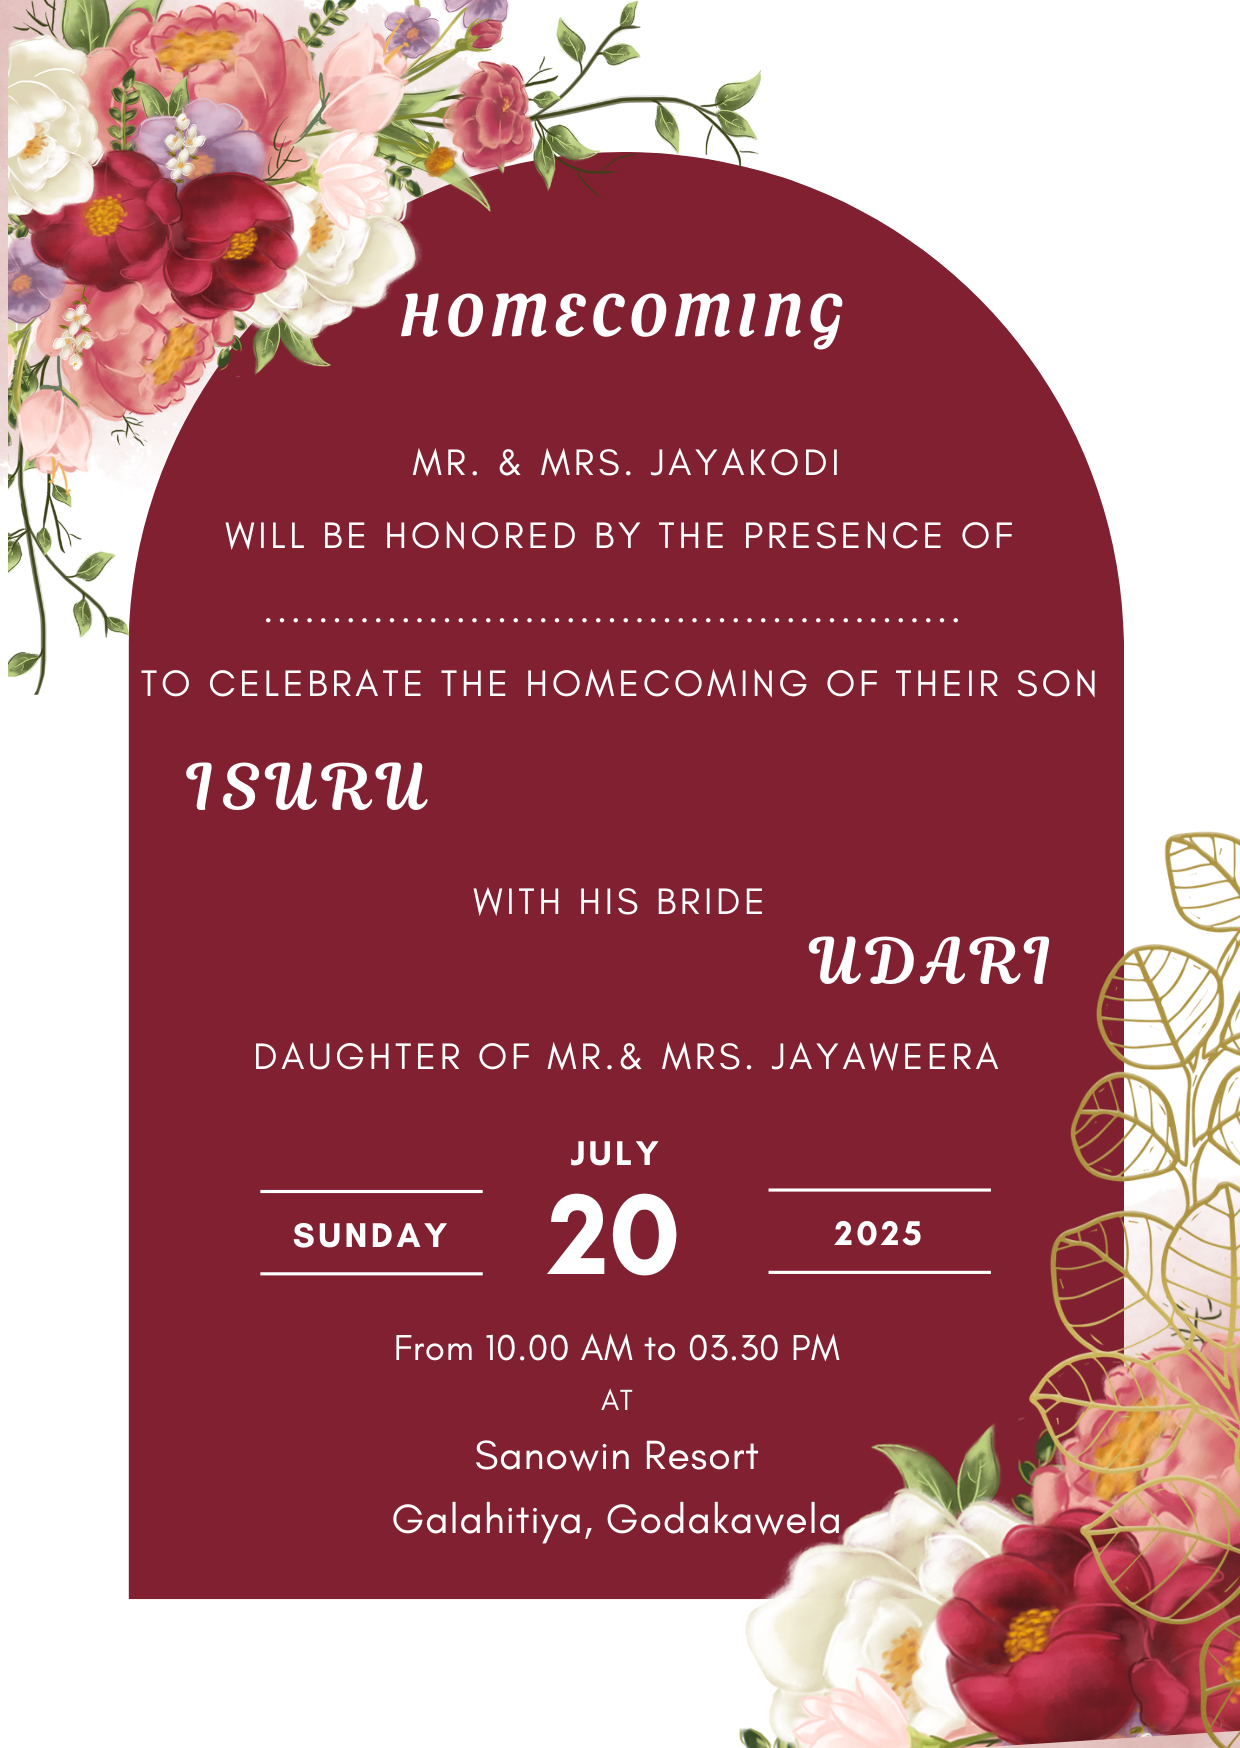 HOMECOMING
MR. & MRS. JAYAKODI
WILL BE HONORED BY THE PRESENCE OF
...................................................
TO CELEBRATE THE HOMECOMING OF THEIR SON
ISURU
WITH HIS BRIDE
UDARI
DAUGHTER OF MR.& MRS. JAYAWEERA
JULY
SUNDAY 20 2025
From 10.00 AM to 03.30 PM
AT
Sanowin Resort
Galahitiya, Godakawela